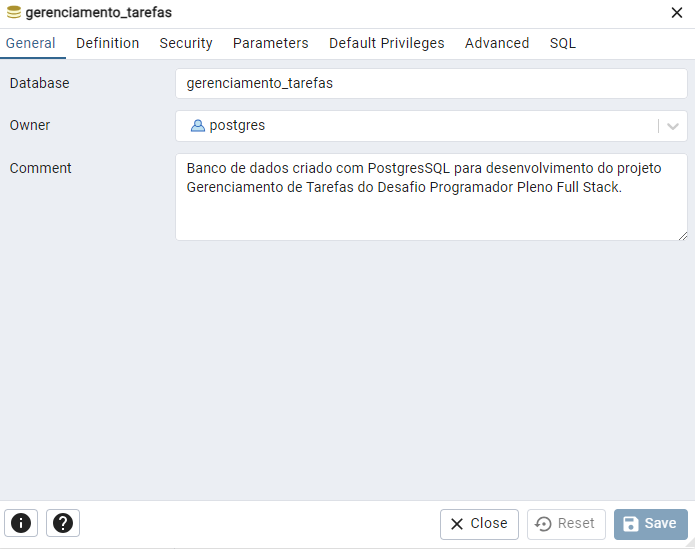 gerenciamento_tarefas
General Definition Security Parameters Default Privileges Advanced SQL
Database gerenciamento_tarefas
Owner postgres
Comment Banco de dados criado com PostgresSQL para desenvolvimento do projeto
Gerenciamento de Tarefas do Desafio Programador Pleno Full Stack.
Close Reset Save